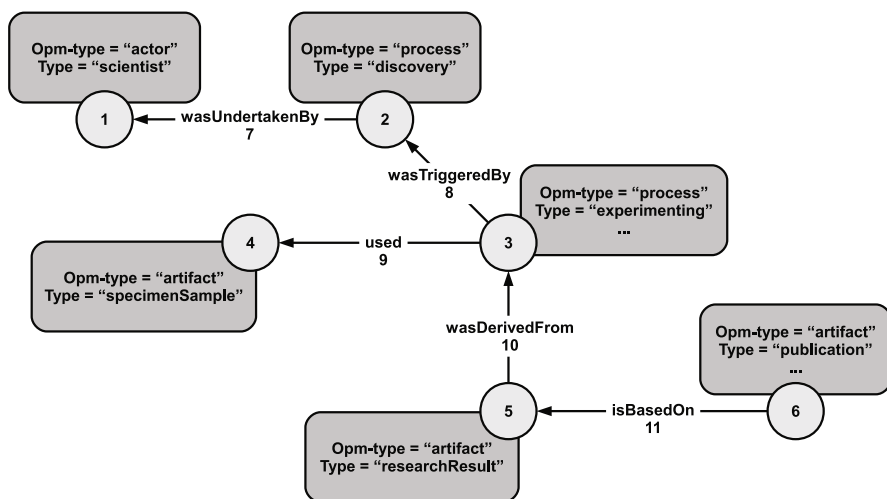 Opm-type = “actor”
Type = “scientist”
1
Opm-type = “process”
Type = “discovery”
2
wasUndertakenBy
7
wasTriggeredBy
8
Opm-type = “process”
Type = “experimenting”
...
3
4
used
9
Opm-type = “artifact”
Type = “specimenSample”
wasDerivedFrom
10
Opm-type = “artifact”
Type = “publication”
...
5
isBasedOn
11
6
Opm-type = “artifact”
Type = “researchResult”